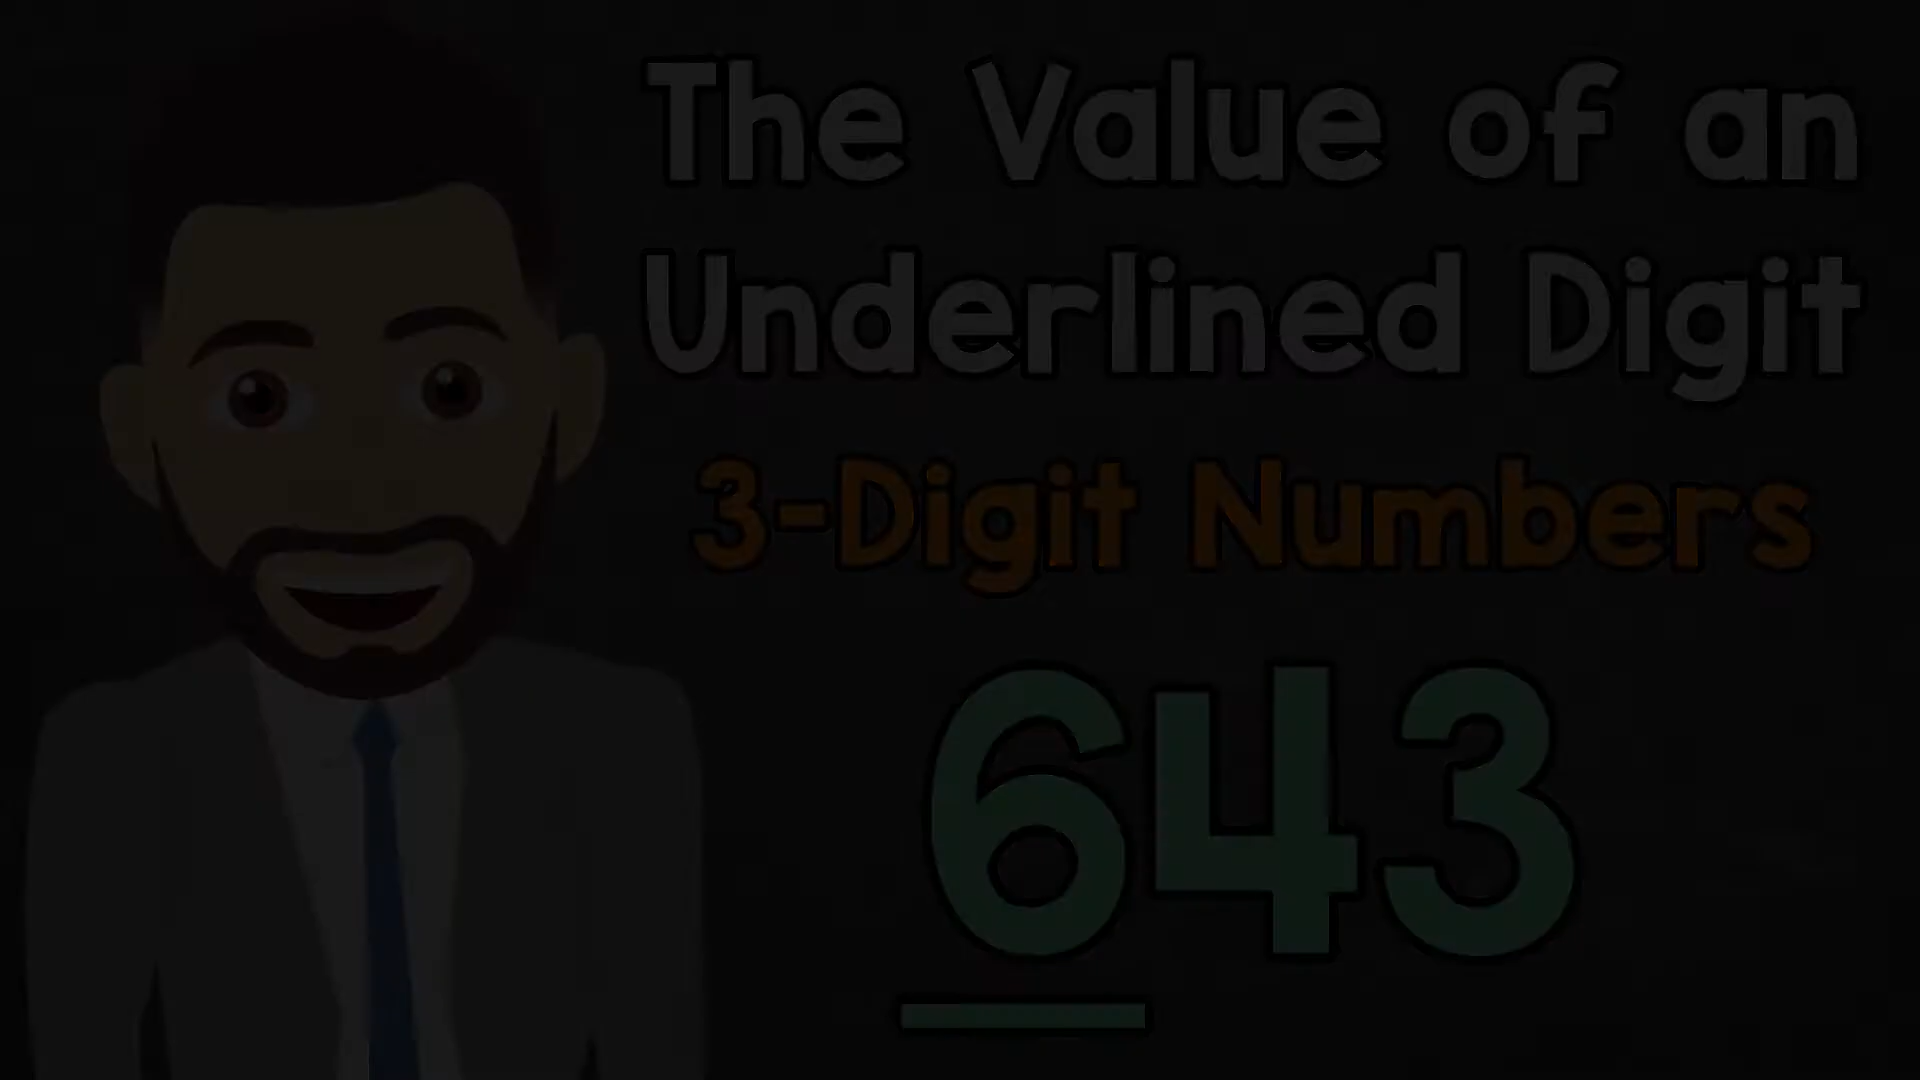 The Value of an
Underlined Digit
3-Digit Numbers
643